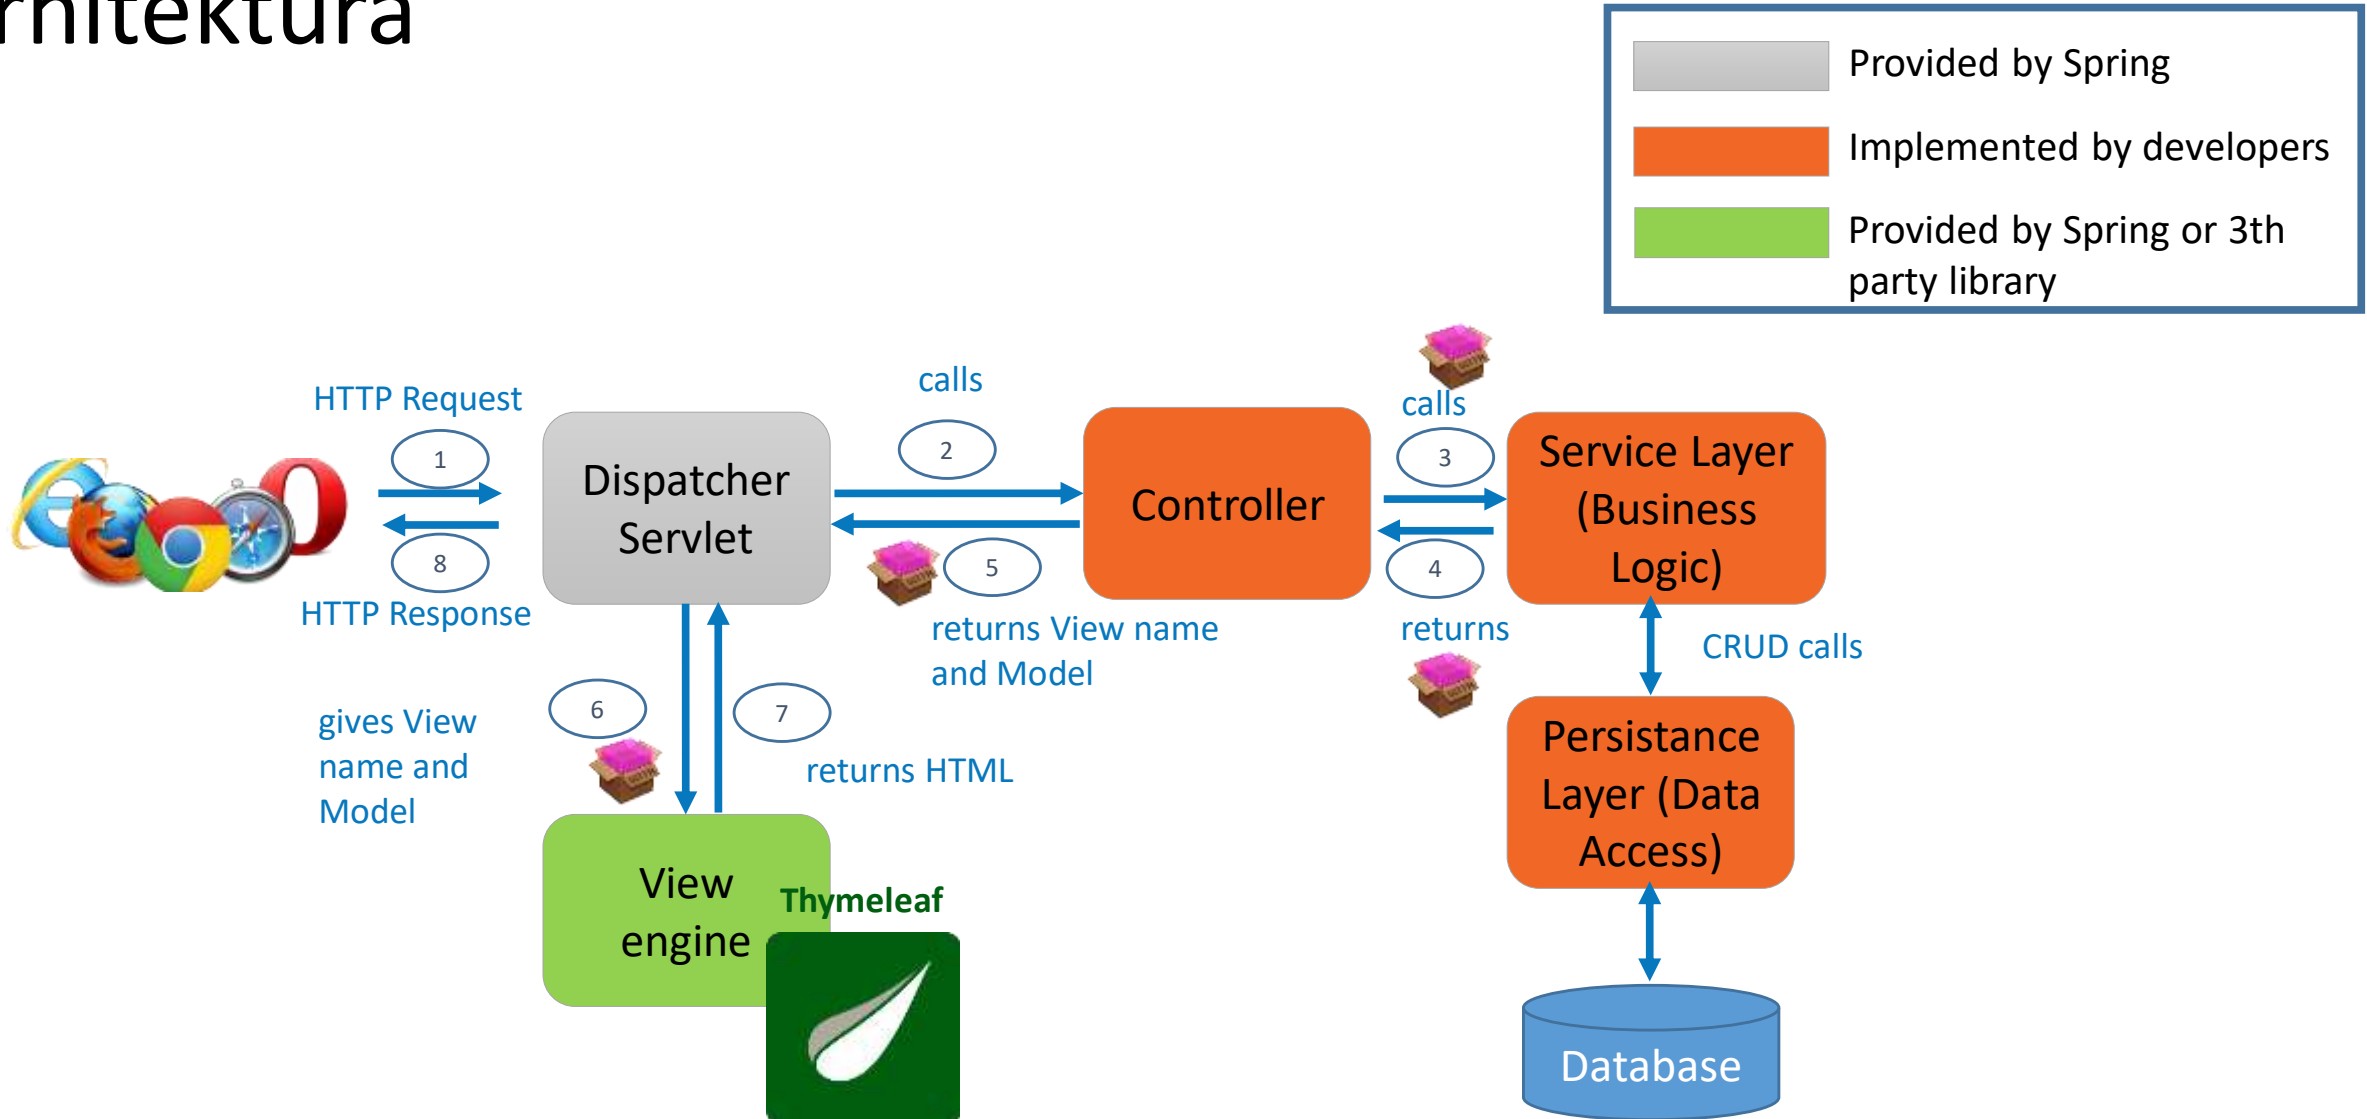 rhitektura
Provided by Spring
Implemented by developers
Provided by Spring or 3th
party library
HTTP Request
1
8
HTTP Response
Dispatcher
Servlet
calls
2
5
returns View name
and Model
Controller
calls
3
4
returns
Service Layer
(Business
Logic)
CRUD calls
gives View
name and
Model
6
7
returns HTML
Persistance
Layer (Data
Access)
View
engine
Thymeleaf
Database